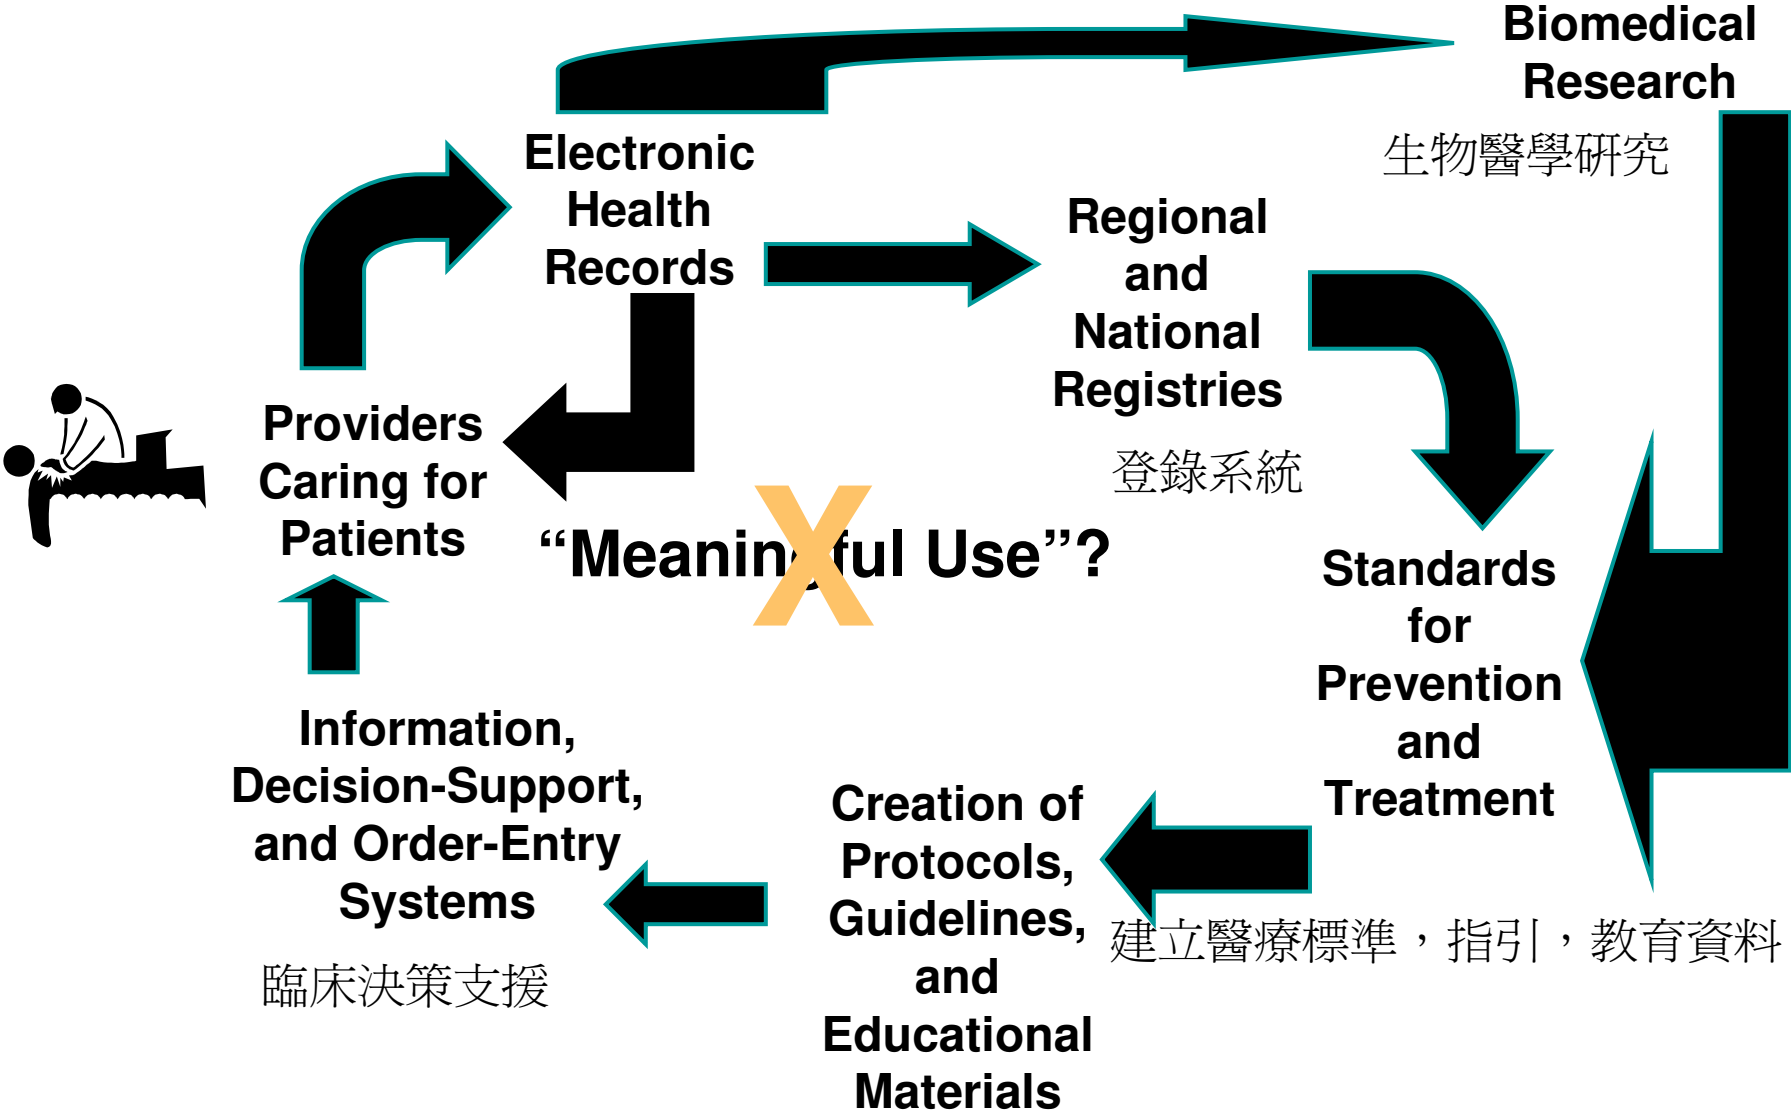 Biomedical
Research
生物醫學研究
Electronic
Health
Records
Regional
and
National
Registries
登錄系統
Providers
Caring for
Patients
“Meaningful Use”?
X
Standards
for
Prevention
and
Treatment
Information,
Decision-Support,
and Order-Entry
Systems
臨床決策支援
Creation of
Protocols,
Guidelines,
and
Educational
Materials
建立醫療標準，指引，教育資料